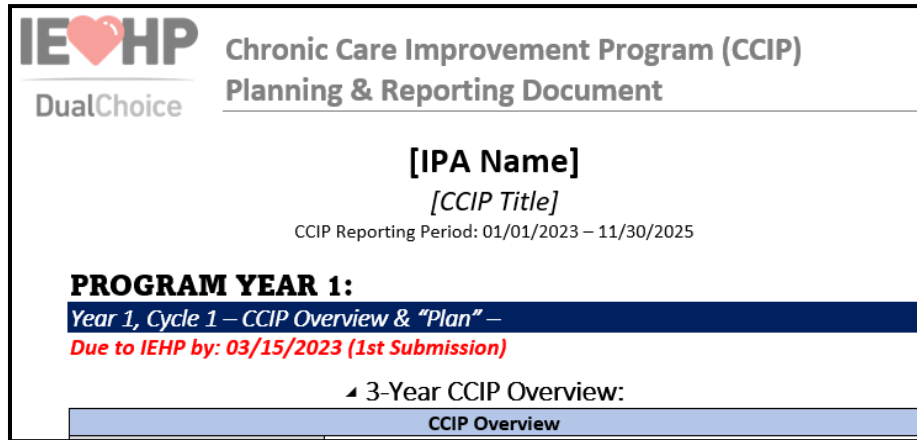 IEHP
DualChoice
Chronic Care Improvement Program (CCIP)
Planning & Reporting Document
[IPA Name]
[CCIP Title]
CCIP Reporting Period: 01/01/2023 – 11/30/2025
PROGRAM YEAR 1:
Year 1, Cycle 1 – CCIP Overview & “Plan” –
Due to IEHP by: 03/15/2023 (1st Submission)
3-Year CCIP Overview:
CCIP Overview